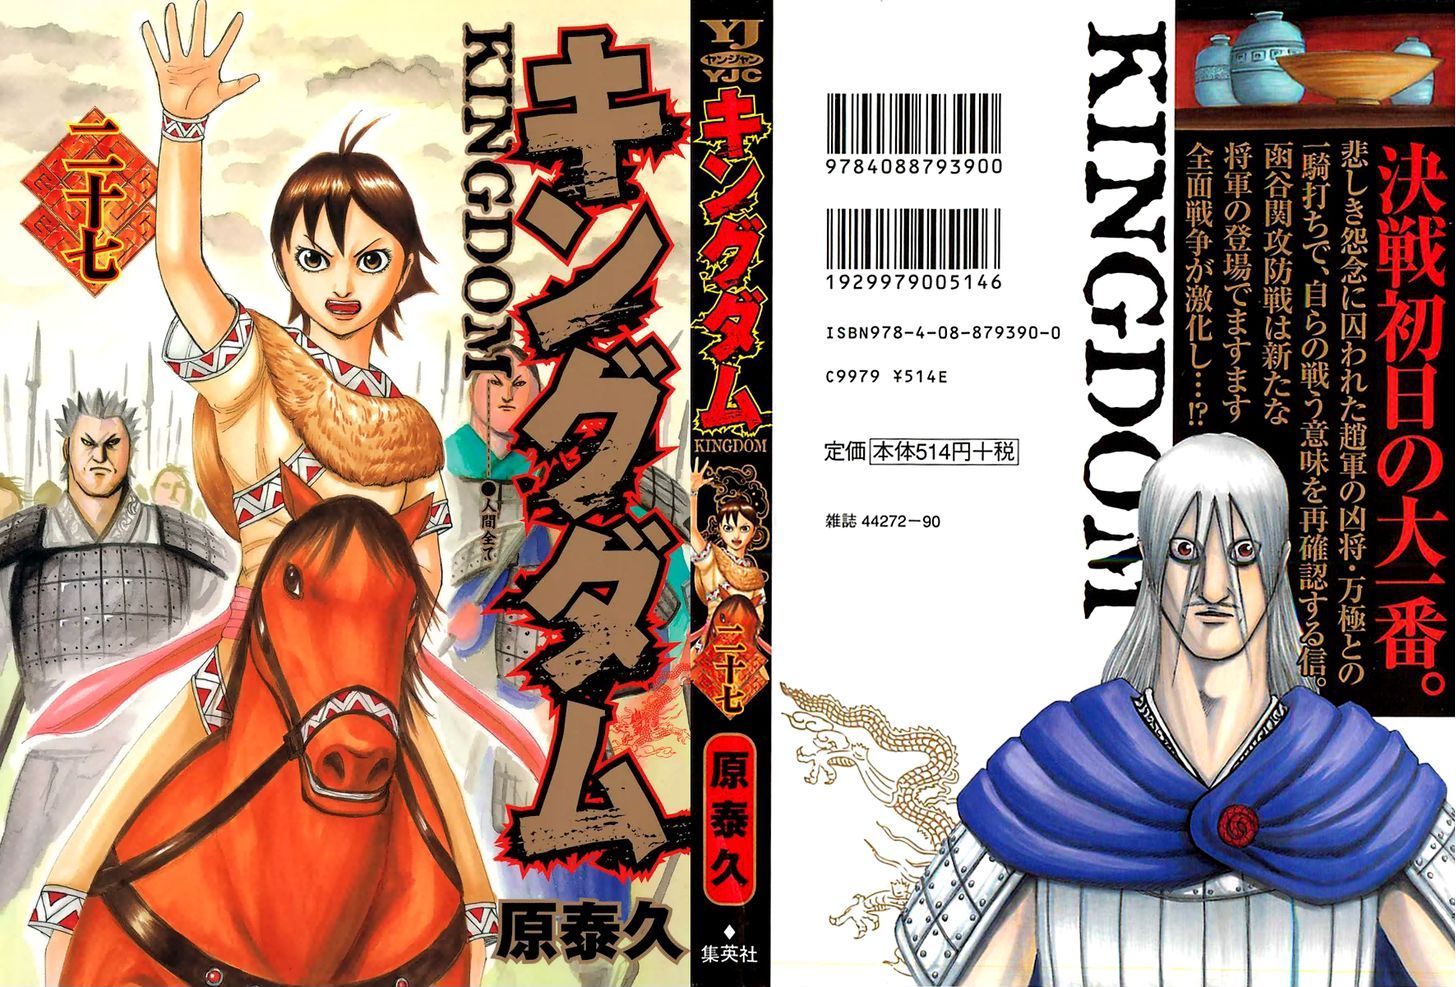 キングダム
KINGDOM
二十七
●人間全て
原泰久
YJ
ヤンジャン
YJC
キングダム
KINGDOM
二十七
原泰久
集英社
KINGDOM
9784088793900
1929979005146
ISBN978-4-08-879390-0
C9979 ¥514E
定価 本体514円+税
雑誌 44272-90
決戦初日の大一番。
悲しき怨念に囚われた趙軍の凶将・万極との
一騎打ちで、自らの戦う意味を再確認する信。
函谷関攻防戦は新たな
将軍の登場でますます
全面戦争が激化し…!?